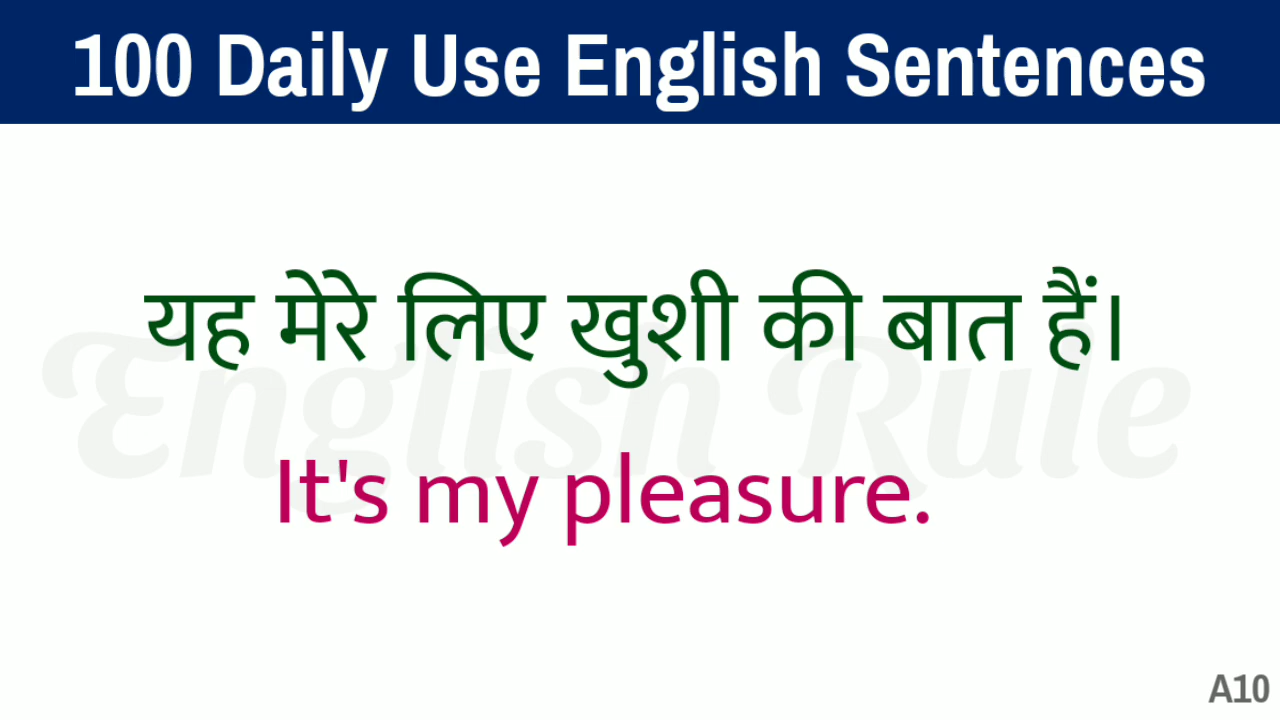 100 Daily Use English Sentences
यह मेरे लिए खुशी की बात हैं।
English Rule
It's my pleasure.
A10